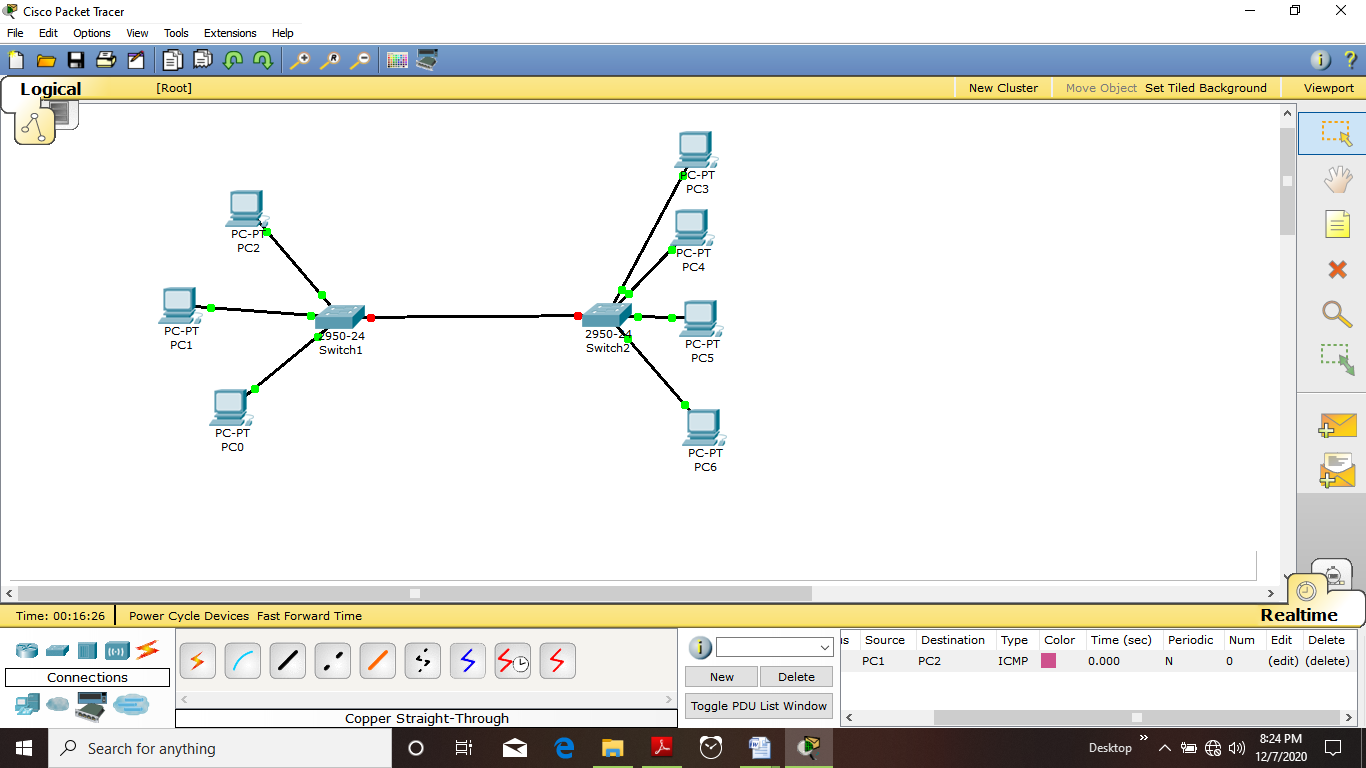 Cisco Packet Tracer
File Edit Options View Tools Extensions Help
Logical [Root] New Cluster Move Object Set Tiled Background Viewport
PC-PT
PC3
PC-PT
PC2
PC-PT
PC4
PC-PT
PC1
2950-24
Switch1
2950-24
Switch2
PC-PT
PC5
PC-PT
PC0
PC-PT
PC6
Time: 00:16:26 Power Cycle Devices Fast Forward Time Realtime
Connections
Copper Straight-Through
New Delete
Toggle PDU List Window
us Source Destination Type Color Time (sec) Periodic Num Edit Delete
PC1 PC2 ICMP 0.000 N 0 (edit) (delete)
Search for anything
Desktop
8:24 PM
12/7/2020